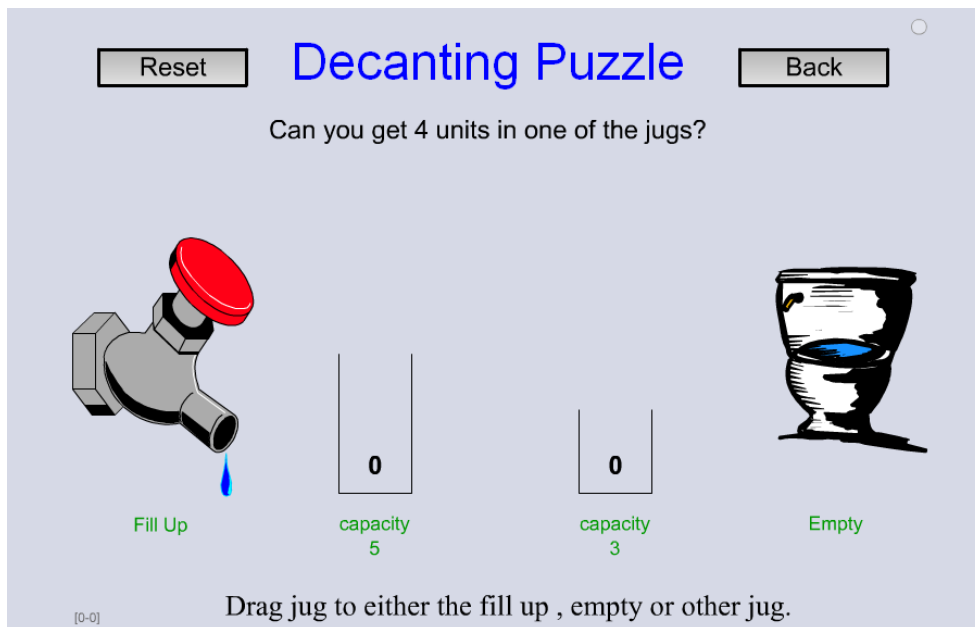 Reset
Decanting Puzzle
Back
Can you get 4 units in one of the jugs?
0
0
Fill Up
capacity
5
capacity
3
Empty
Drag jug to either the fill up , empty or other jug.
[0-0]